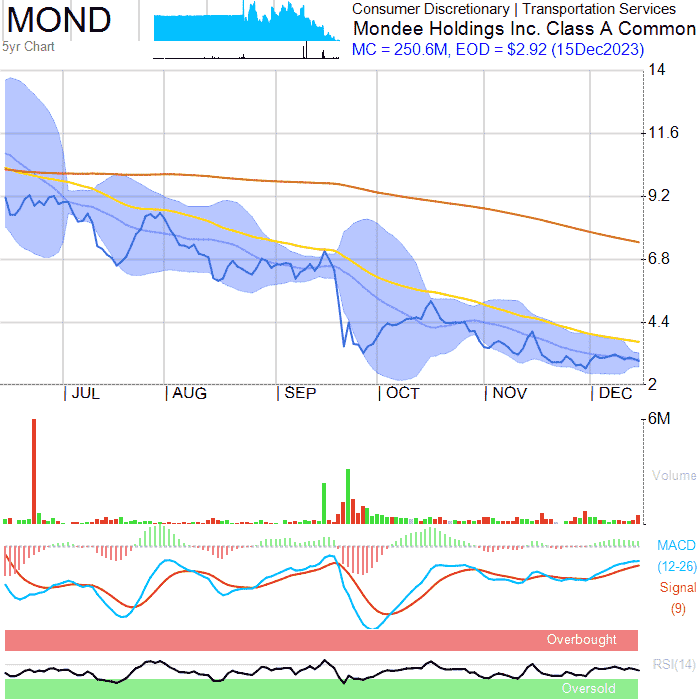 MOND
5yr Chart
Consumer Discretionary | Transportation Services
Mondee Holdings Inc. Class A Common
MC = 250.6M, EOD = $2.92 (15Dec2023)
14
11.6
9.2
6.8
4.4
2
| JUL | AUG | SEP | OCT | NOV | DEC
6M
Volume
MACD
(12-26)
Signal
(9)
Overbought
RSI(14)
Oversold